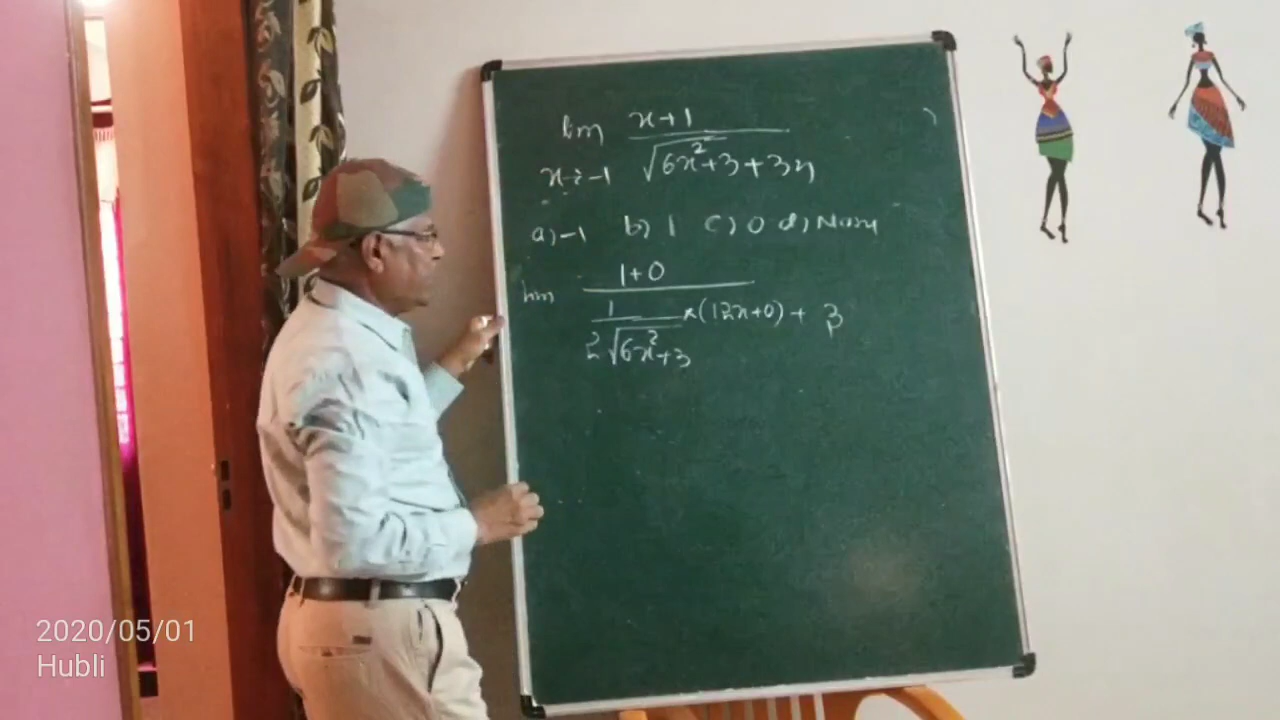 lim x+1
x→-1 √6x²+3+3x
a) -1 b) 1 c) 0 d) None
lim 1+0
1 ×(12x+0) + 3
2√6x²+3
2020/05/01
Hubli